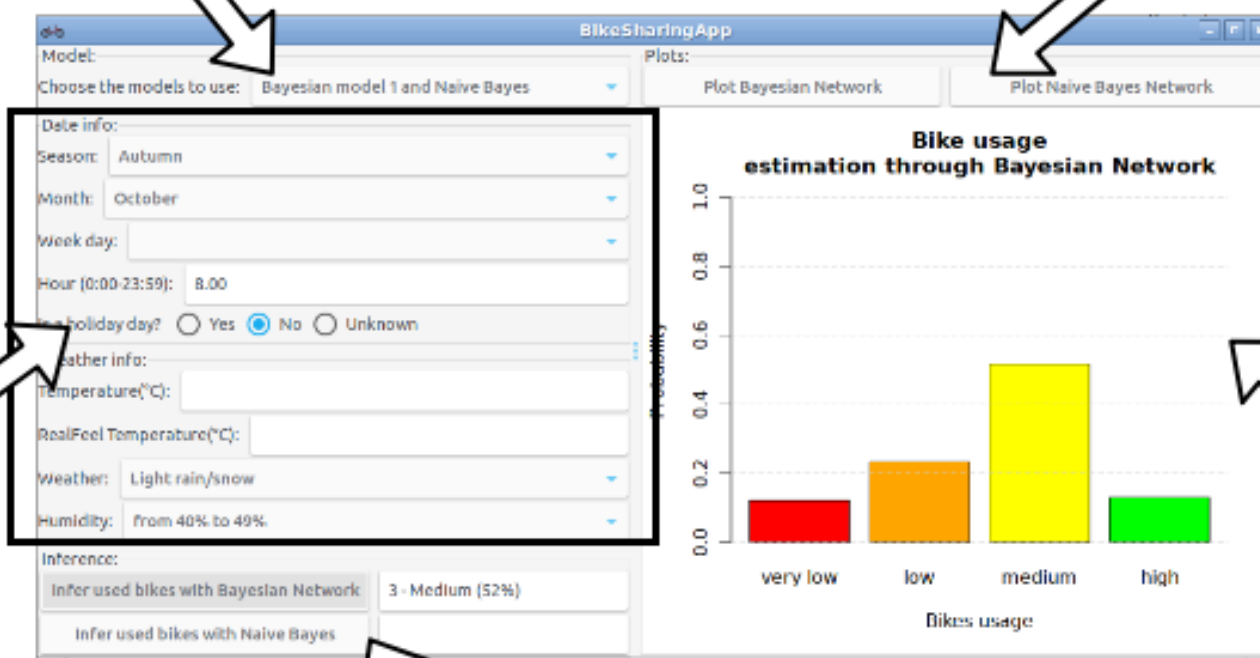 BikeSharingApp
Model:
Choose the models to use: Bayesian model 1 and Naive Bayes
Date info:
Season: Autumn
Month: October
Week day:
Hour (0:00-23:59): 8.00
holiday day? Yes No Unknown
info:
Temperature(°C):
RealFeel Temperature(°C):
Weather: Light rain/snow
Humidity: from 40% to 49%
Inference:
Infer used bikes with Bayesian Network 3 - Medium (52%)
Infer used bikes with Naive Bayes
Plots:
Plot Bayesian Network Plot Naive Bayes Network
Bike usage
estimation through Bayesian Network
1.0
0.8
0.6
0.4
0.2
0.0
Probability
very low low medium high
Bikes usage